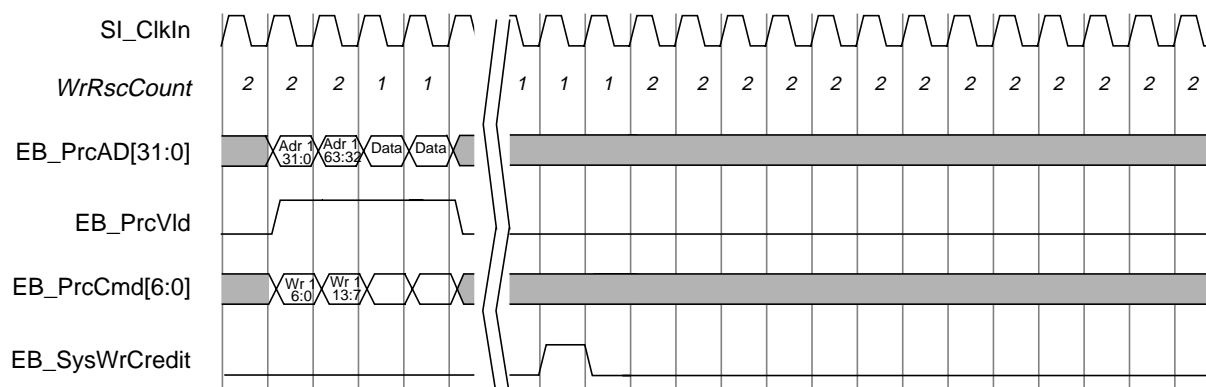 SI_ClkIn
WrRscCount 2 2 2 1 1 1 1 1 2 2 2 2 2 2 2 2 2 2 2 2 2
EB_PrcAD[31:0] Adr 1 Adr 1 Data Data
31:0 63:32
EB_PrcVld
EB_PrcCmd[6:0] Wr 1 Wr 1
6:0 13:7
EB_SysWrCredit